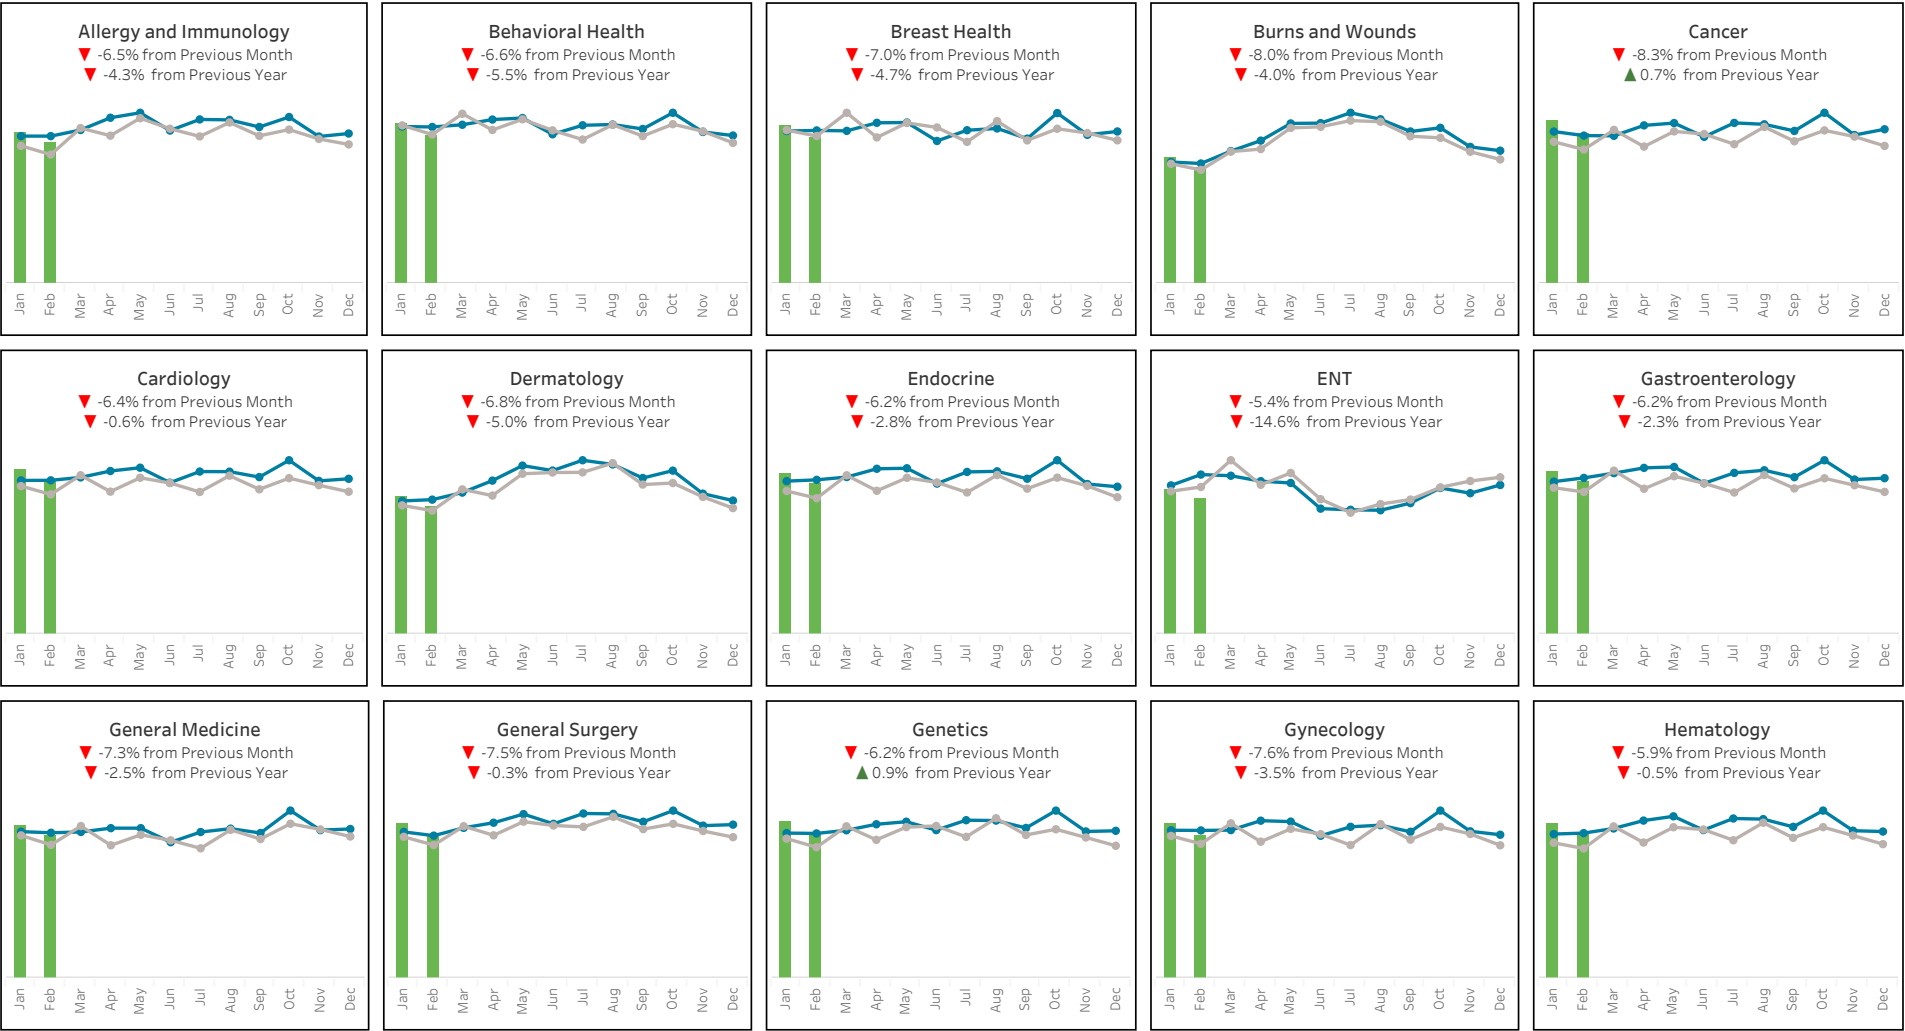 Allergy and Immunology
▼ -6.5% from Previous Month
▼ -4.3% from Previous Year
Jan Feb Mar Apr May Jun Jul Aug Sep Oct Nov Dec
Behavioral Health
▼ -6.6% from Previous Month
▼ -5.5% from Previous Year
Jan Feb Mar Apr May Jun Jul Aug Sep Oct Nov Dec
Breast Health
▼ -7.0% from Previous Month
▼ -4.7% from Previous Year
Jan Feb Mar Apr May Jun Jul Aug Sep Oct Nov Dec
Burns and Wounds
▼ -8.0% from Previous Month
▼ -4.0% from Previous Year
Jan Feb Mar Apr May Jun Jul Aug Sep Oct Nov Dec
Cancer
▼ -8.3% from Previous Month
▲ 0.7% from Previous Year
Jan Feb Mar Apr May Jun Jul Aug Sep Oct Nov Dec
Cardiology
▼ -6.4% from Previous Month
▼ -0.6% from Previous Year
Jan Feb Mar Apr May Jun Jul Aug Sep Oct Nov Dec
Dermatology
▼ -6.8% from Previous Month
▼ -5.0% from Previous Year
Jan Feb Mar Apr May Jun Jul Aug Sep Oct Nov Dec
Endocrine
▼ -6.2% from Previous Month
▼ -2.8% from Previous Year
Jan Feb Mar Apr May Jun Jul Aug Sep Oct Nov Dec
ENT
▼ -5.4% from Previous Month
▼ -14.6% from Previous Year
Jan Feb Mar Apr May Jun Jul Aug Sep Oct Nov Dec
Gastroenterology
▼ -6.2% from Previous Month
▼ -2.3% from Previous Year
Jan Feb Mar Apr May Jun Jul Aug Sep Oct Nov Dec
General Medicine
▼ -7.3% from Previous Month
▼ -2.5% from Previous Year
Jan Feb Mar Apr May Jun Jul Aug Sep Oct Nov Dec
General Surgery
▼ -7.5% from Previous Month
▼ -0.3% from Previous Year
Jan Feb Mar Apr May Jun Jul Aug Sep Oct Nov Dec
Genetics
▼ -6.2% from Previous Month
▲ 0.9% from Previous Year
Jan Feb Mar Apr May Jun Jul Aug Sep Oct Nov Dec
Gynecology
▼ -7.6% from Previous Month
▼ -3.5% from Previous Year
Jan Feb Mar Apr May Jun Jul Aug Sep Oct Nov Dec
Hematology
▼ -5.9% from Previous Month
▼ -0.5% from Previous Year
Jan Feb Mar Apr May Jun Jul Aug Sep Oct Nov Dec